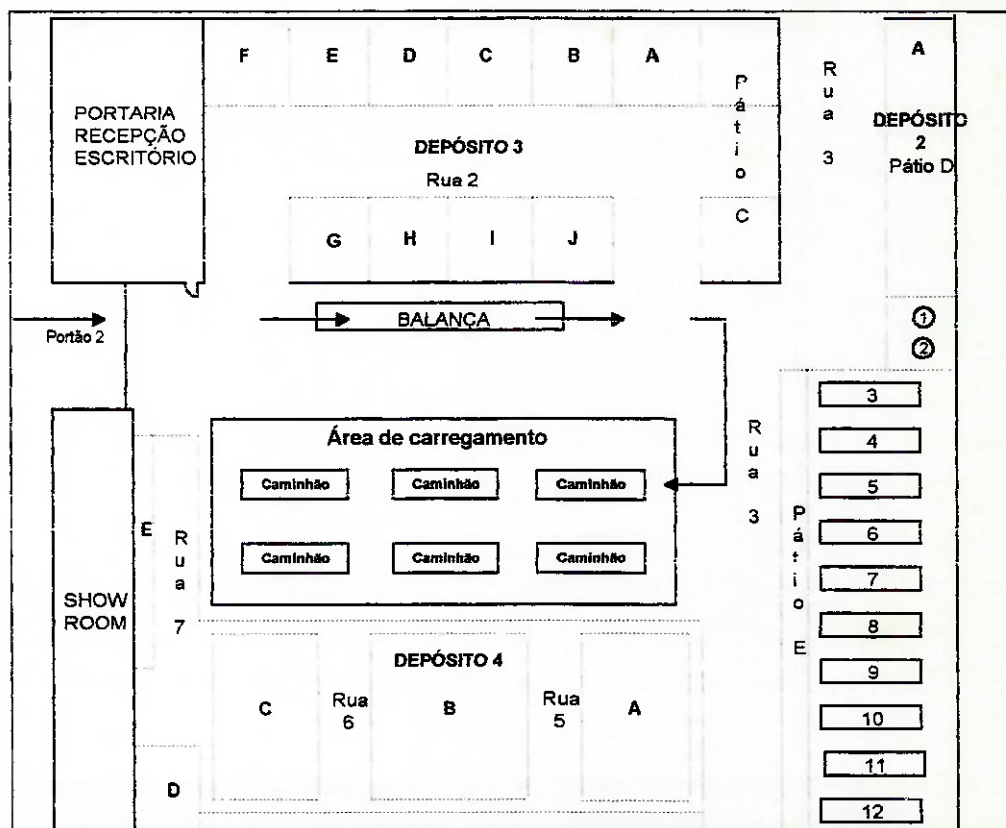 F E D C B A
A
PORTARIA
RECEPÇÃO
ESCRITÓRIO
DEPÓSITO 3
Rua 2
Pátio C
Rua 3
DEPÓSITO
2
Pátio D
G H I J
BALANÇA
Portão 2
1
2
3
4
5
6
7
8
9
10
11
12
Área de carregamento
Caminhão Caminhão Caminhão
Caminhão Caminhão Caminhão
Rua 3
Pátio E
E
Rua 7
SHOW
ROOM
DEPÓSITO 4
C
Rua
6
B
Rua
5
A
D